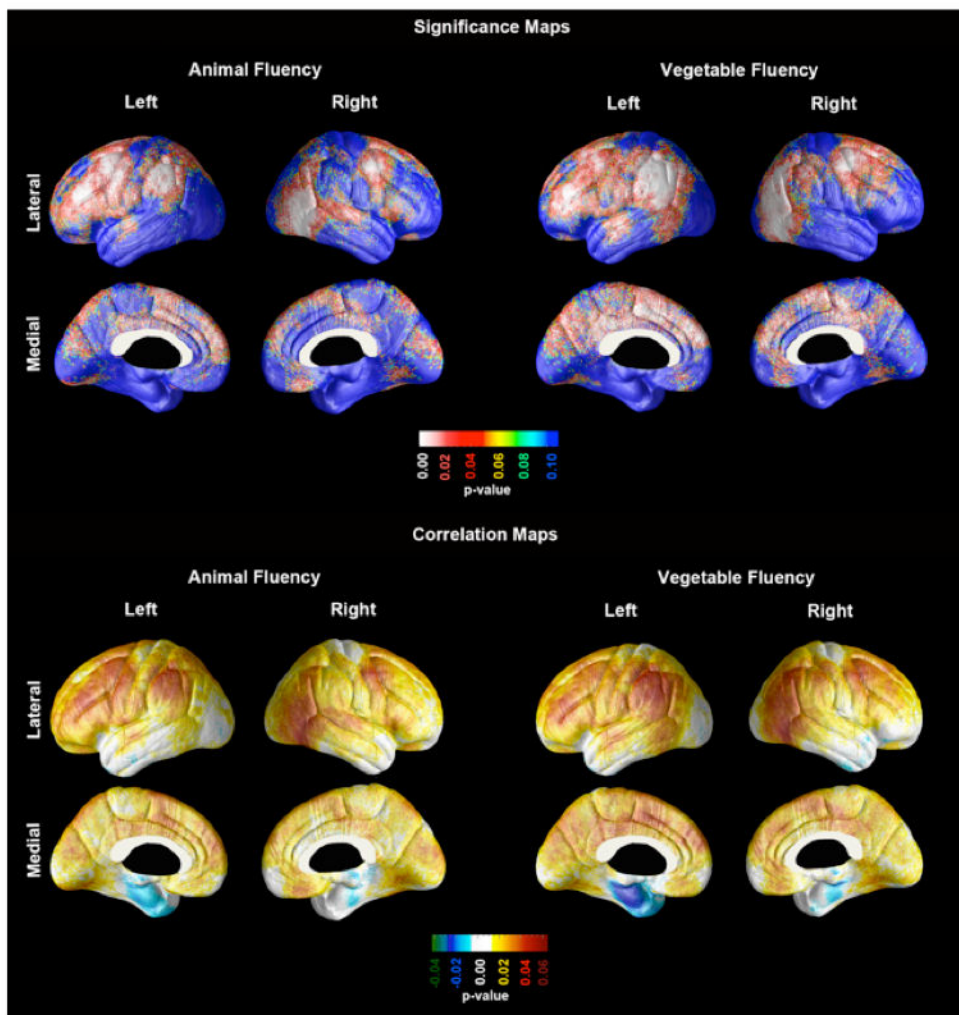 Significance Maps
Animal Fluency Vegetable Fluency
Left Right Left Right
Lateral
Medial
0.00 0.02 0.04 0.06 0.08 0.10
p-value
Correlation Maps
Animal Fluency Vegetable Fluency
Left Right Left Right
Lateral
Medial
-0.04 -0.02 0.00 0.02 0.04 0.06
p-value